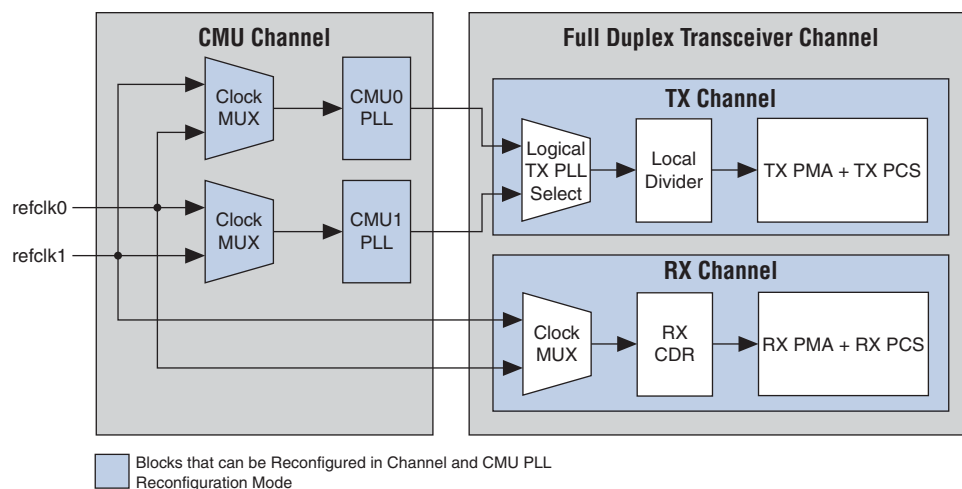 CMU Channel
Full Duplex Transceiver Channel
Clock
MUX
CMU0
PLL
TX Channel
Logical
TX PLL
Select
Local
Divider
TX PMA + TX PCS
refclk0
refclk1
Clock
MUX
CMU1
PLL
RX Channel
Clock
MUX
RX
CDR
RX PMA + RX PCS
Blocks that can be Reconfigured in Channel and CMU PLL
Reconfiguration Mode